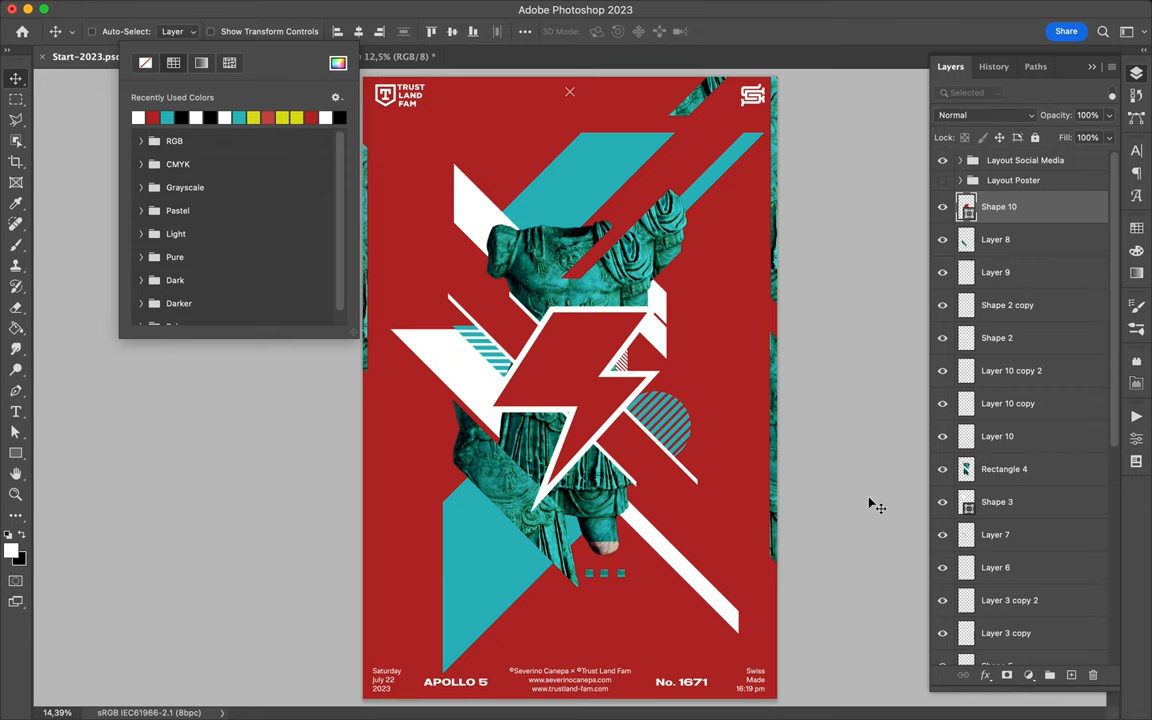 Adobe Photoshop 2023
Auto-Select:
Layer
Show Transform Controls
3D Mode:
Share
Start-2023.psd
12,5% (RGB/8) *
Recently Used Colors
RGB
CMYK
Grayscale
Pastel
Light
Pure
Dark
Darker
TRUST
LAND
FAM
Saturday
July 22
2023
APOLLO 5
©Severino Canepa × ©Trust Land Fam
www.severinocanepa.com
www.trustland-fam.com
No. 1671
Swiss
Made
16:19 pm
Layers
History
Paths
Selected
Normal
Opacity: 100%
Lock:
Fill: 100%
Layout Social Media
Layout Poster
Shape 10
Layer 8
Layer 9
Shape 2 copy
Shape 2
Layer 10 copy 2
Layer 10 copy
Layer 10
Rectangle 4
Shape 3
Layer 7
Layer 6
Layer 3 copy 2
Layer 3 copy
14,39%
sRGB IEC61966-2.1 (8bpc)